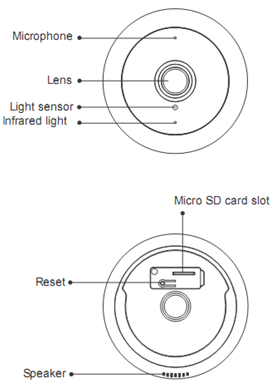 Microphone
Lens
Light sensor
Infrared light
Micro SD card slot
Reset
Speaker